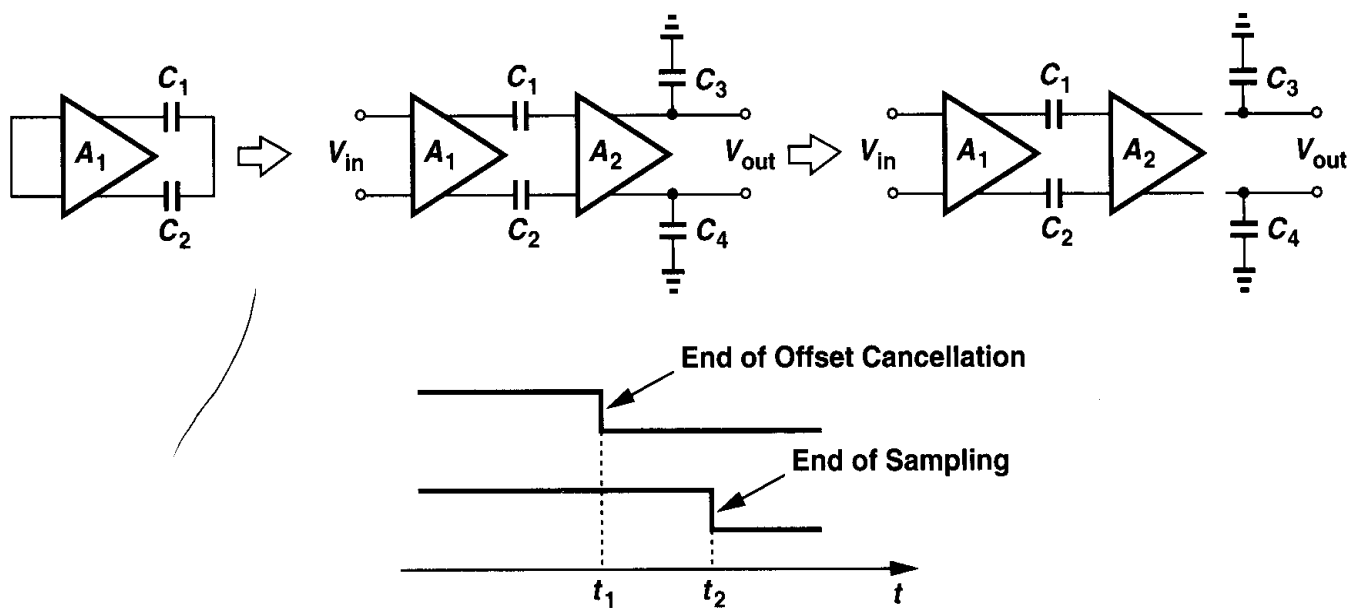 C1
A1
C2
Vin
A1
C1
C2
A2
C3
C4
Vout
Vin
A1
C1
C2
A2
C3
C4
Vout
End of Offset Cancellation
End of Sampling
t1
t2
t